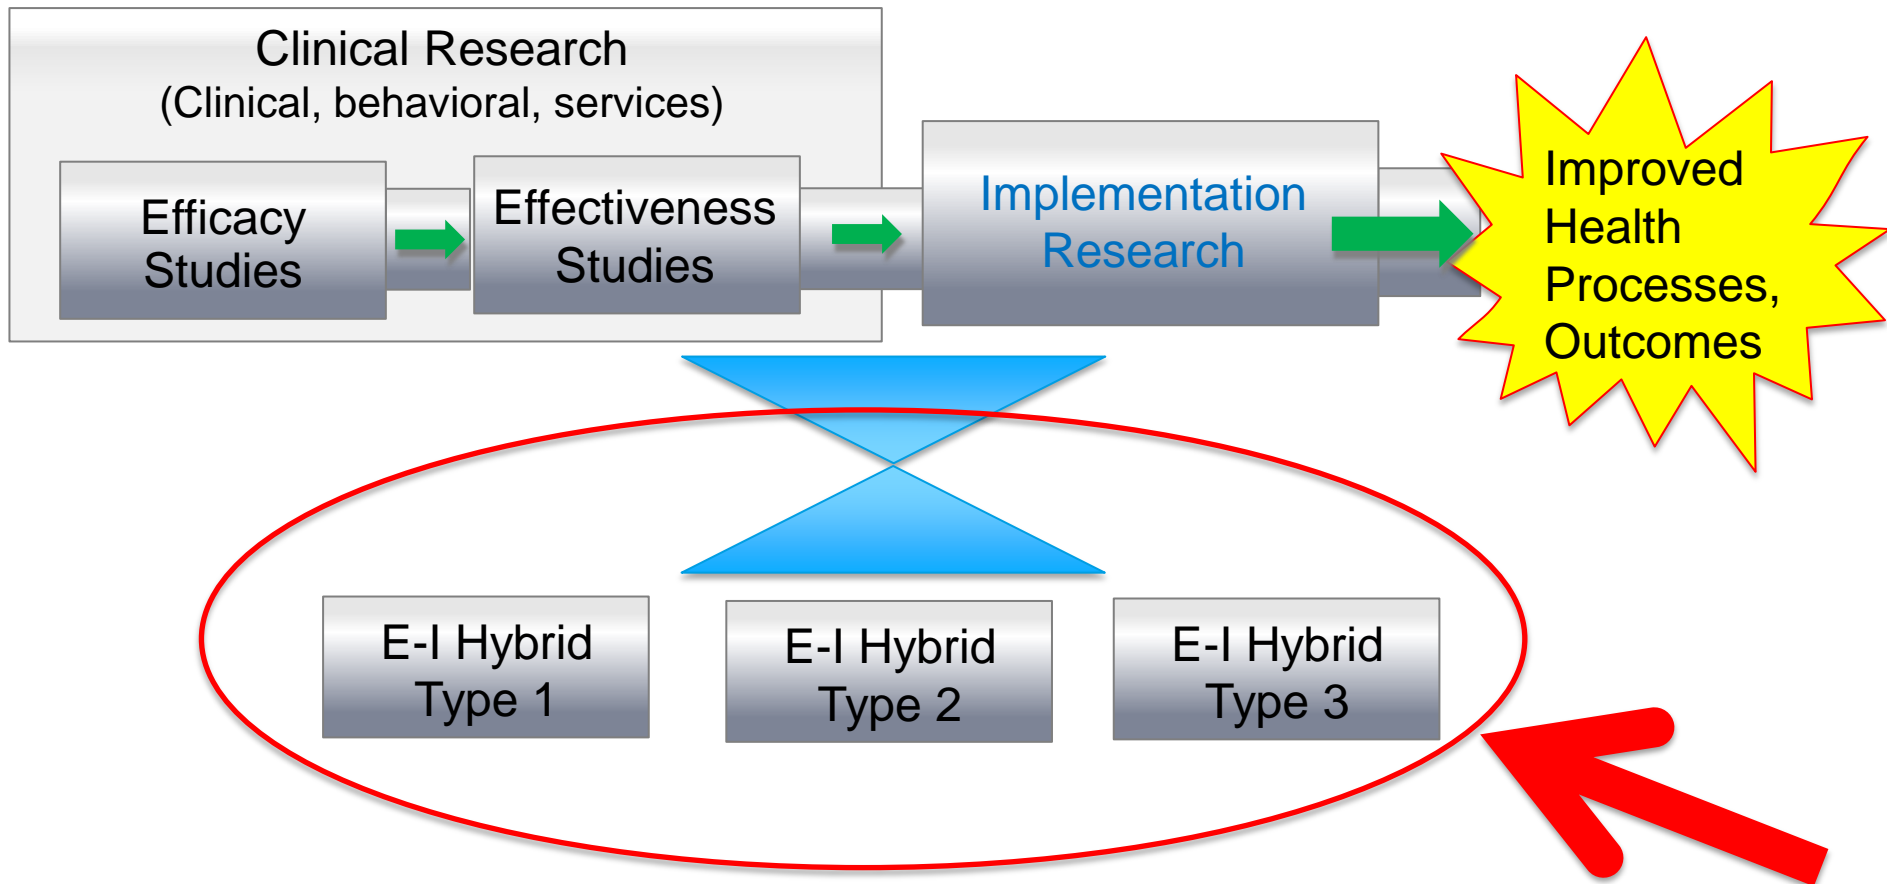 Clinical Research
(Clinical, behavioral, services)
Efficacy
Studies
Effectiveness
Studies
Implementation
Research
Improved
Health
Processes,
Outcomes
E-I Hybrid
Type 1
E-I Hybrid
Type 2
E-I Hybrid
Type 3